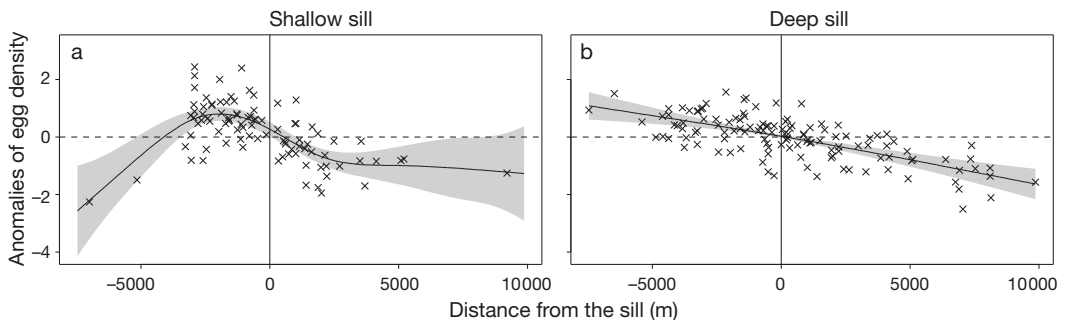 Shallow sill
Deep sill
a
b
Anomalies of egg density
2
0
−2
−4
−5000
0
5000
10000
−5000
0
5000
10000
Distance from the sill (m)